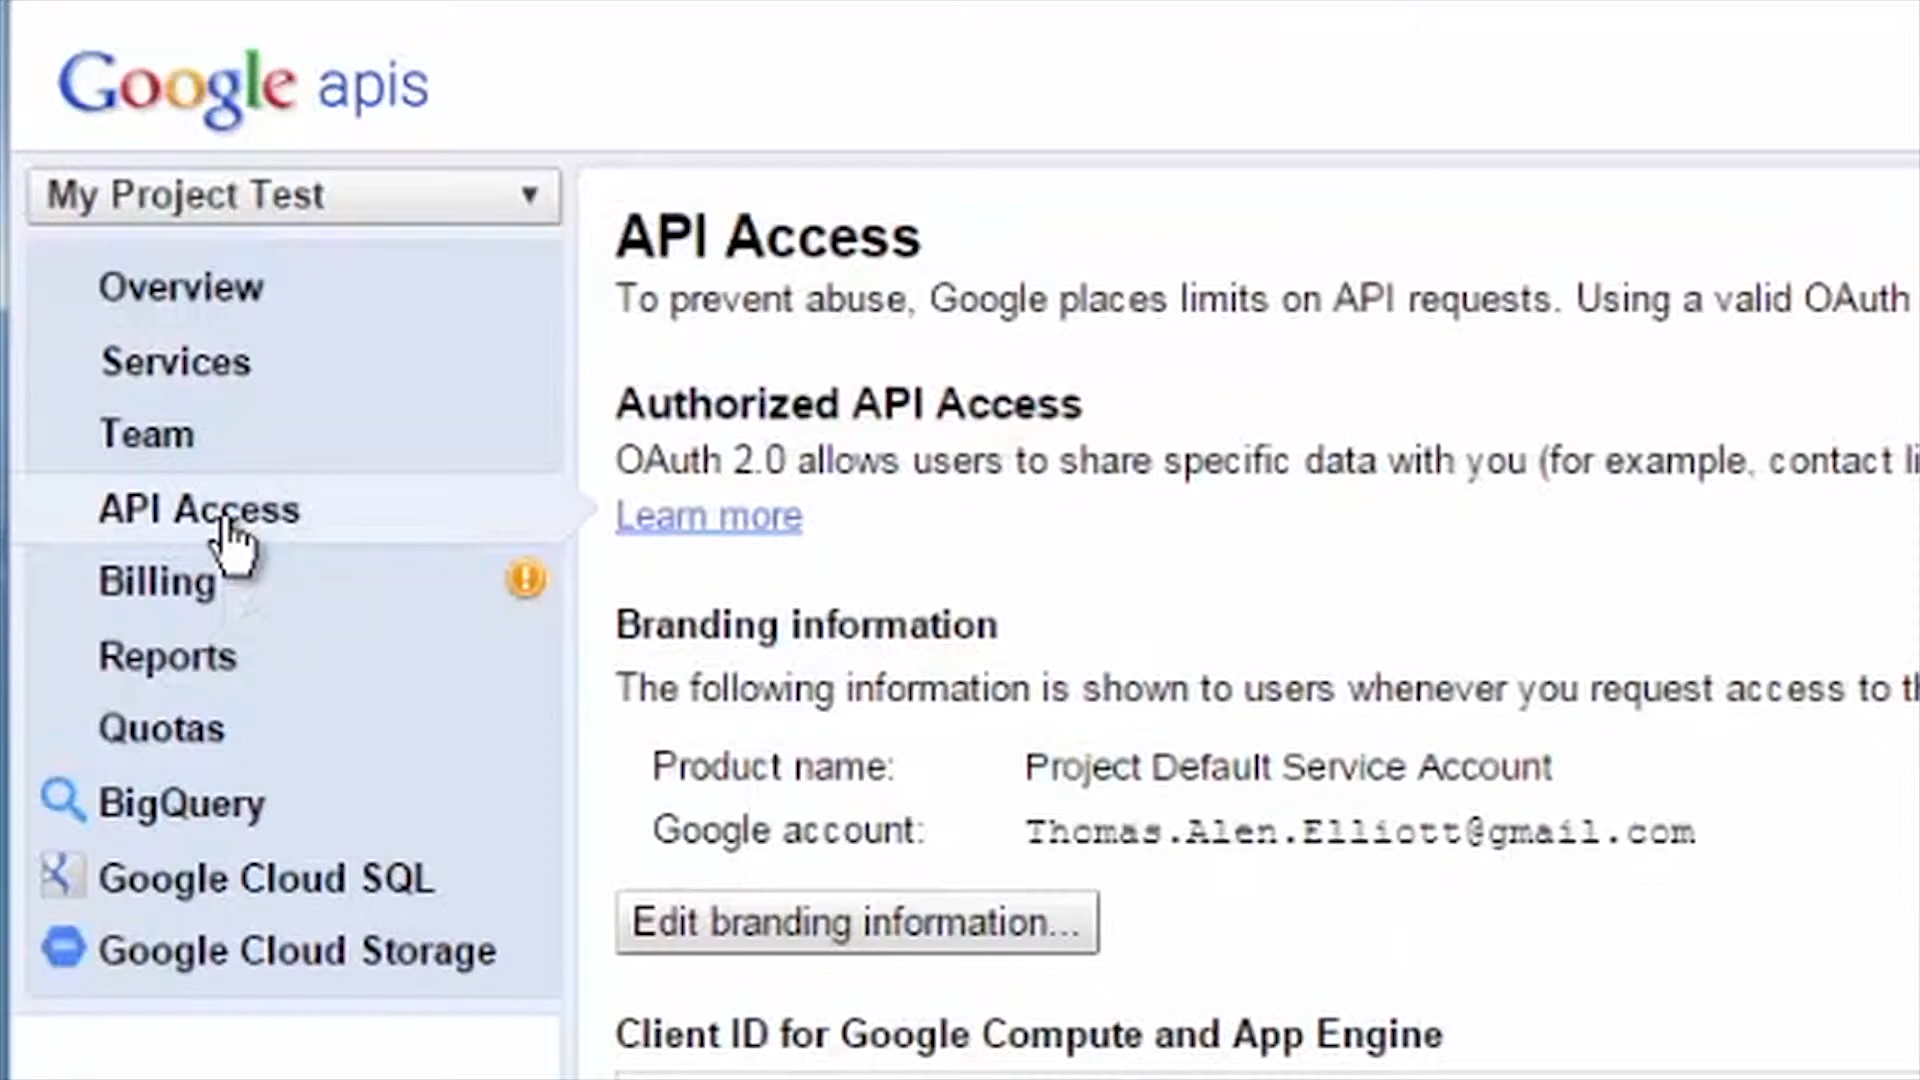 Google apis
My Project Test
Overview
Services
Team
API Access
Billing
Reports
Quotas
BigQuery
Google Cloud SQL
Google Cloud Storage
API Access
To prevent abuse, Google places limits on API requests. Using a valid OAuth
Authorized API Access
OAuth 2.0 allows users to share specific data with you (for example, contact li
Learn more
Branding information
The following information is shown to users whenever you request access to th
Product name: Project Default Service Account
Google account: Thomas.Alen.Elliott@gmail.com
Edit branding information...
Client ID for Google Compute and App Engine